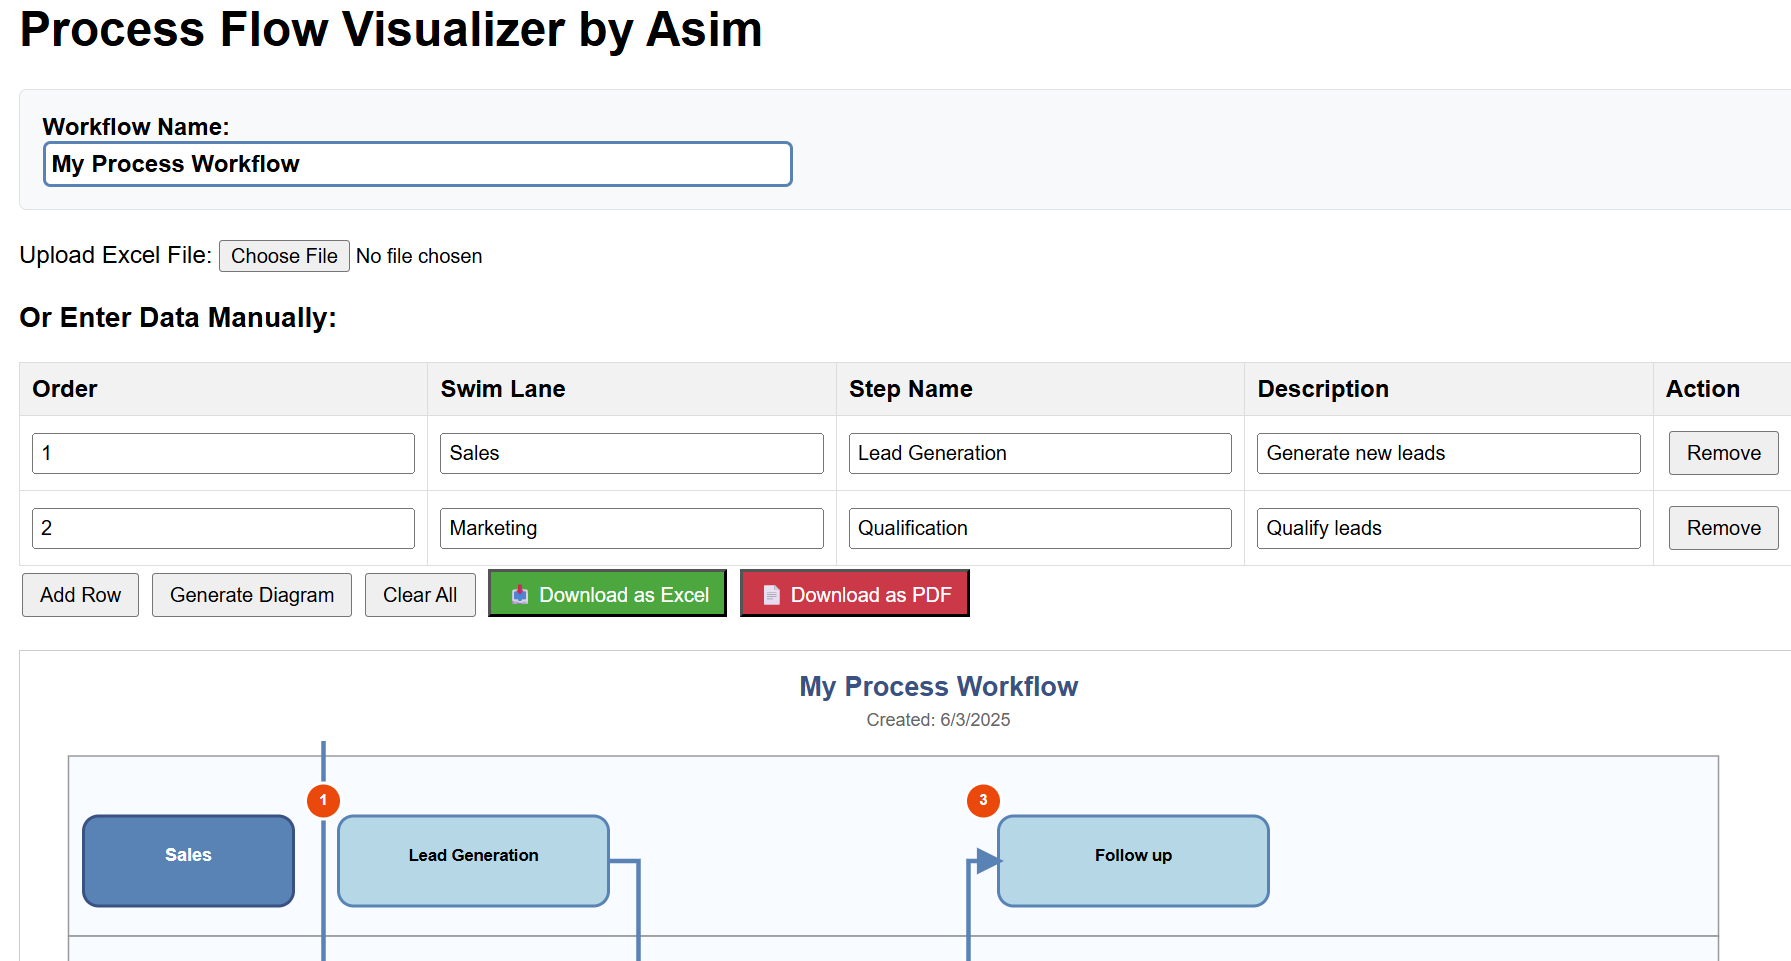 Process Flow Visualizer by Asim
Workflow Name:
My Process Workflow
Upload Excel File: Choose File No file chosen
Or Enter Data Manually:
Order Swim Lane Step Name Description Action
1 Sales Lead Generation Generate new leads Remove
2 Marketing Qualification Qualify leads Remove
Add Row Generate Diagram Clear All Download as Excel Download as PDF
My Process Workflow
Created: 6/3/2025
1 3
Sales Lead Generation Follow up